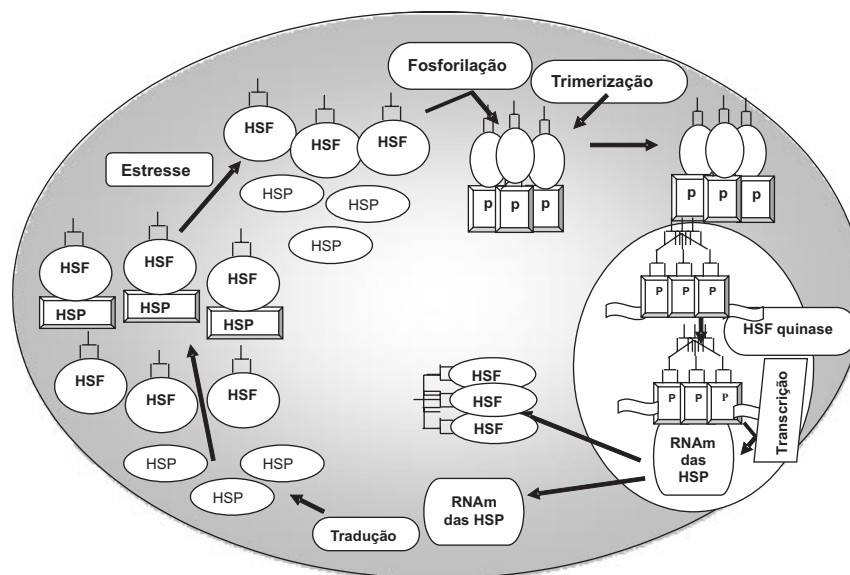 Fosforilação
Trimerização
HSF
HSF
HSF
Estresse
HSP
HSP
HSP
p
p
p
p
p
p
HSF
HSF
HSF
HSP
HSP
HSP
P
P
P
HSF quinase
HSF
HSF
HSF
HSF
HSF
HSF
P
P
P
Transcrição
RNAm
das
HSP
HSP
HSP
HSP
RNAm
das HSP
Tradução